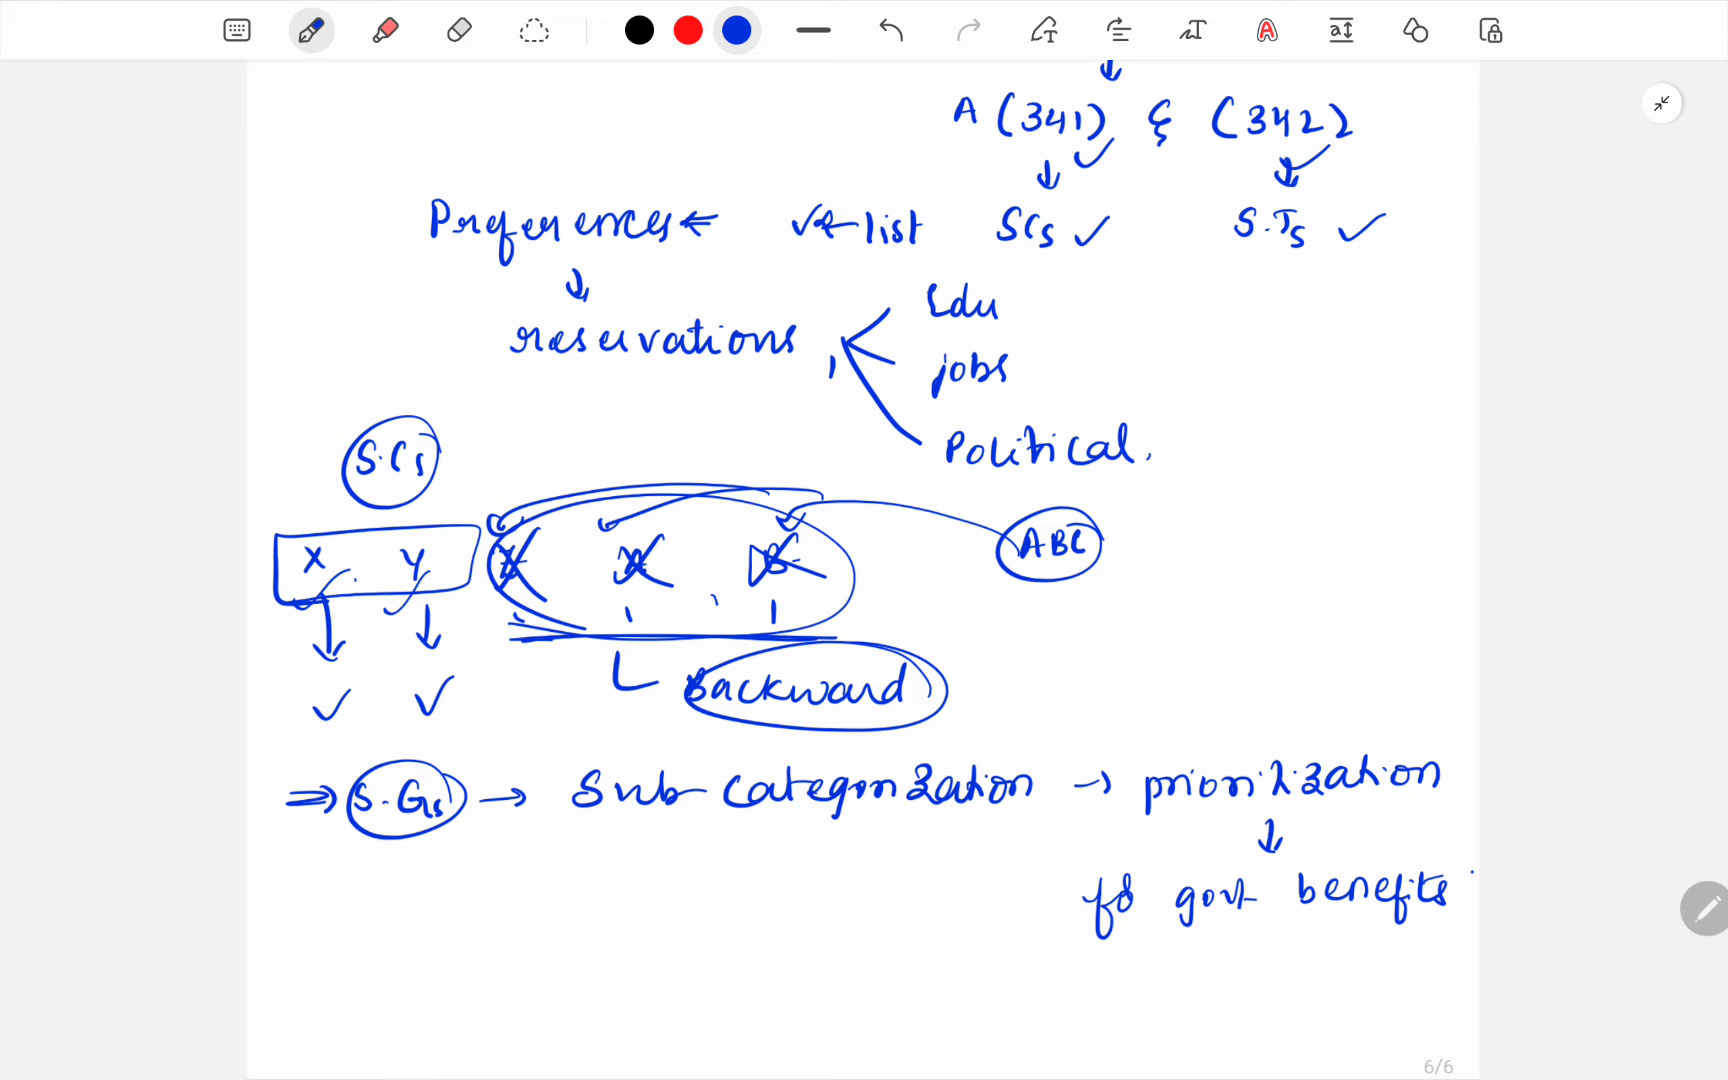 A (341) & (342)
Preferences ← ✓ ← list SCs ✓ S.Ts ✓
↓
reservations
Edu
jobs
Political.
S.Cs
X Y
ABC
Backward
⇒ S.Gs → Sub-categorization → prioritization
↓
for govt benefits
6/6